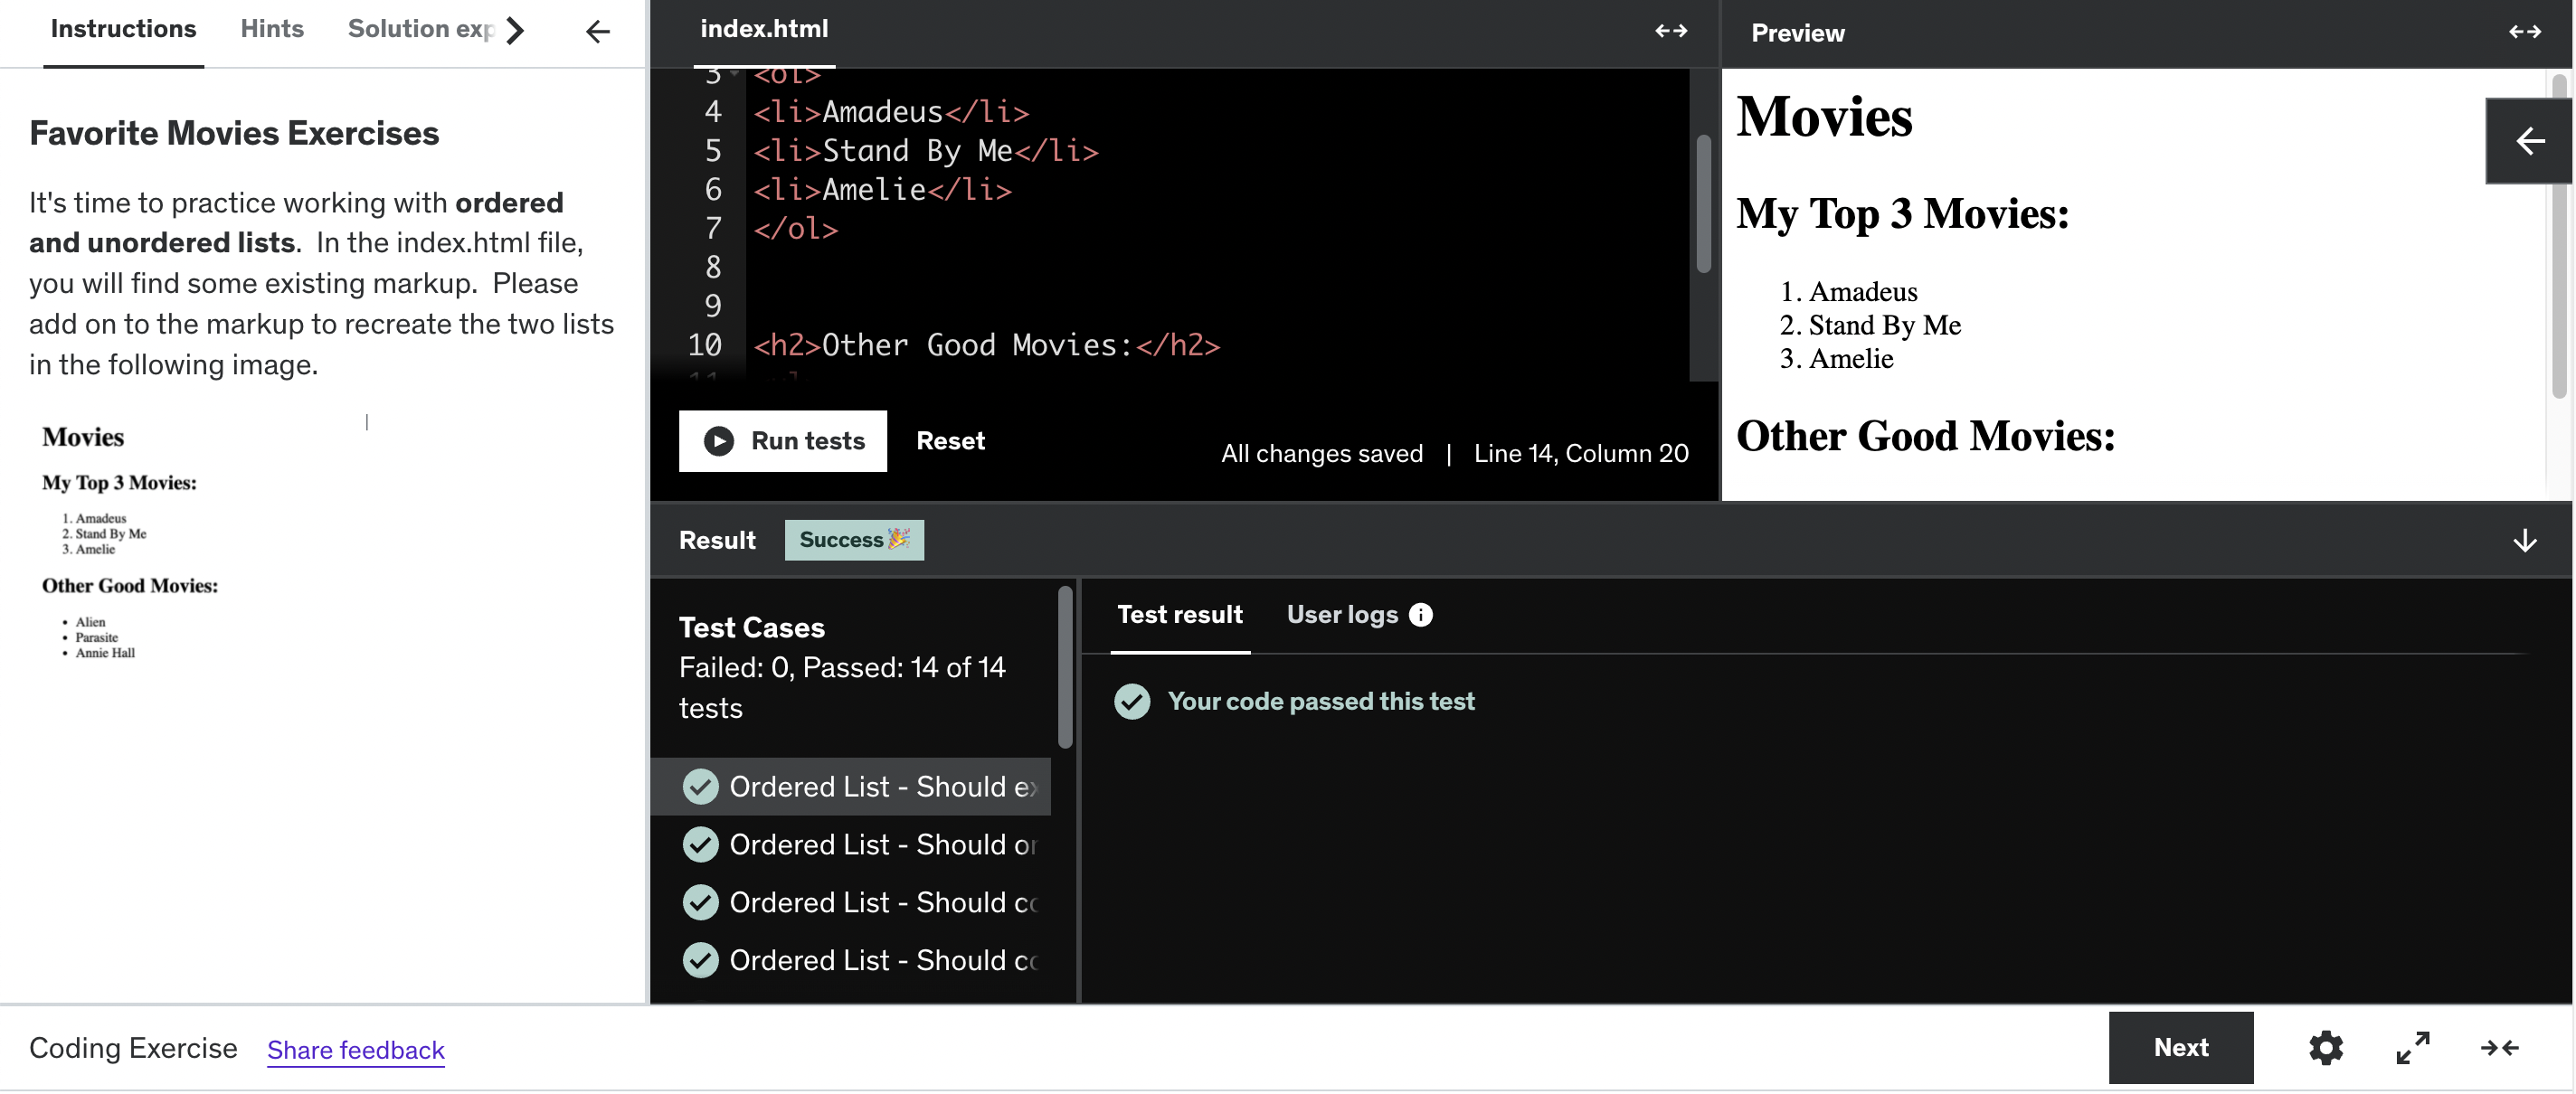 Instructions
Hints
Solution exp
Favorite Movies Exercises
It's time to practice working with ordered
and unordered lists. In the index.html file,
you will find some existing markup. Please
add on to the markup to recreate the two lists
in the following image.
Movies
My Top 3 Movies:
1. Amadeus
2. Stand By Me
3. Amelie
Other Good Movies:
• Alien
• Parasite
• Annie Hall
index.html
3 <ol>
4 <li>Amadeus</li>
5 <li>Stand By Me</li>
6 <li>Amelie</li>
7 </ol>
8
9
10 <h2>Other Good Movies:</h2>
11
Run tests
Reset
All changes saved | Line 14, Column 20
Preview
Movies
My Top 3 Movies:
1. Amadeus
2. Stand By Me
3. Amelie
Other Good Movies:
Result
Success🎉
Test Cases
Failed: 0, Passed: 14 of 14
tests
Ordered List - Should ex
Ordered List - Should or
Ordered List - Should co
Ordered List - Should co
Test result
User logs
Your code passed this test
Coding Exercise
Share feedback
Next